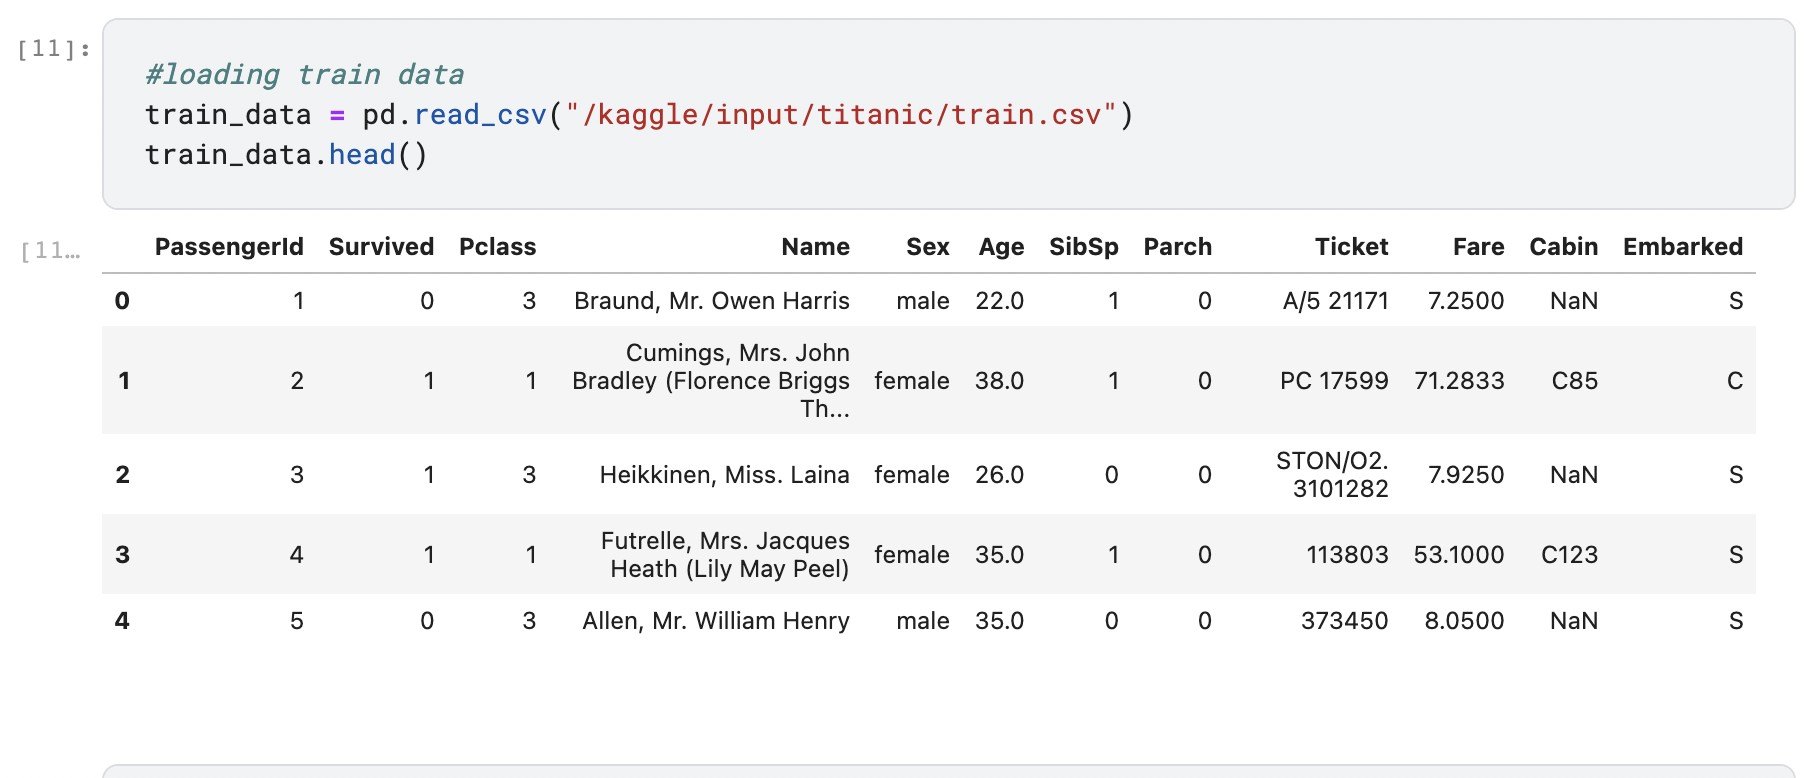 [11]:
#loading train data
train_data = pd.read_csv("/kaggle/input/titanic/train.csv")
train_data.head()
[11…
PassengerId Survived Pclass Name Sex Age SibSp Parch Ticket Fare Cabin Embarked
0 1 0 3 Braund, Mr. Owen Harris male 22.0 1 0 A/5 21171 7.2500 NaN S
Cumings, Mrs. John
1 2 1 1 Bradley (Florence Briggs female 38.0 1 0 PC 17599 71.2833 C85 C
Th...
2 3 1 3 Heikkinen, Miss. Laina female 26.0 0 0 STON/O2. 7.9250 NaN S
3101282
3 4 1 1 Futrelle, Mrs. Jacques female 35.0 1 0 113803 53.1000 C123 S
Heath (Lily May Peel)
4 5 0 3 Allen, Mr. William Henry male 35.0 0 0 373450 8.0500 NaN S